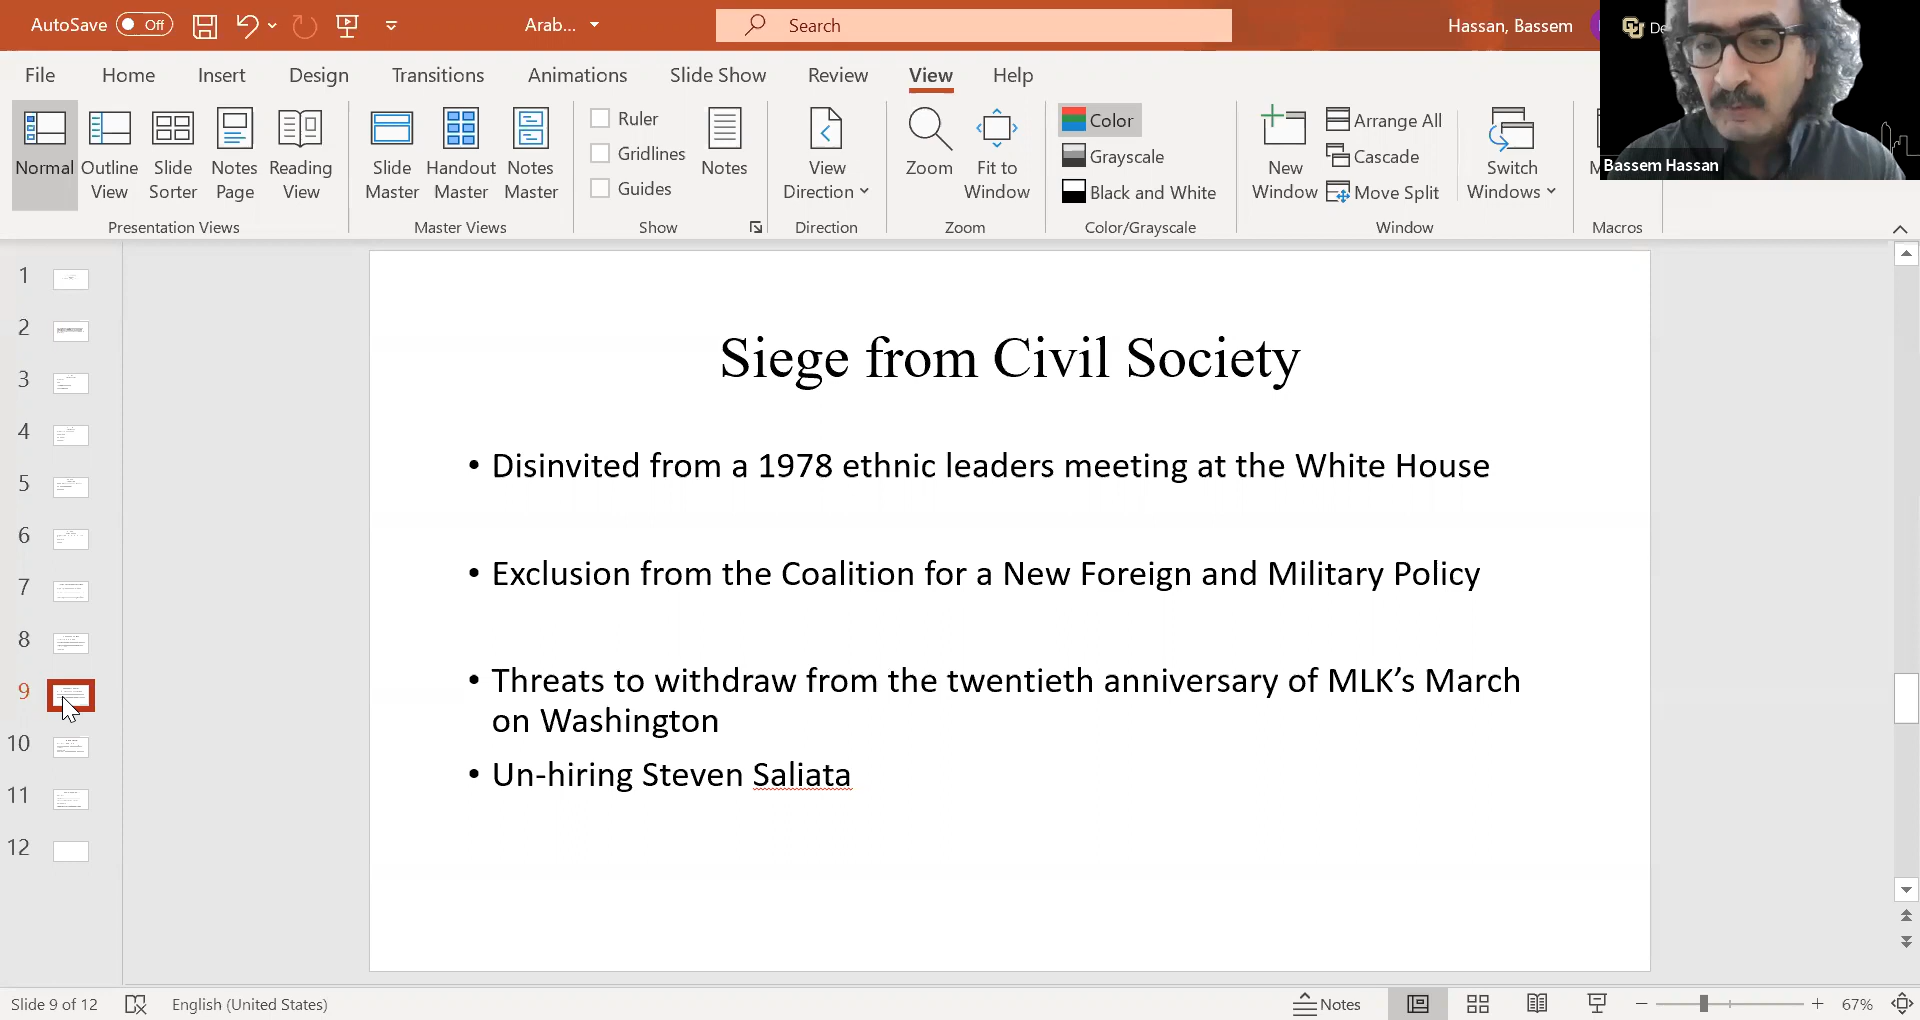 AutoSave Off Arab... Search Hassan, Bassem
File Home Insert Design Transitions Animations Slide Show Review View Help
Normal Outline View Slide Sorter Notes Page Reading View
Presentation Views
Slide Master Handout Master Notes Master
Master Views
Ruler
Gridlines
Guides
Notes
Show
View Direction
Direction
Zoom Fit to Window
Zoom
Color
Grayscale
Black and White
Color/Grayscale
New Window
Arrange All
Cascade
Move Split
Switch Windows
Window
Macros
Bassem Hassan
1
2
3
4
5
6
7
8
9
10
11
12
Siege from Civil Society
• Disinvited from a 1978 ethnic leaders meeting at the White House
• Exclusion from the Coalition for a New Foreign and Military Policy
• Threats to withdraw from the twentieth anniversary of MLK’s March
on Washington
• Un-hiring Steven Saliata
Slide 9 of 12 English (United States) Notes 67%